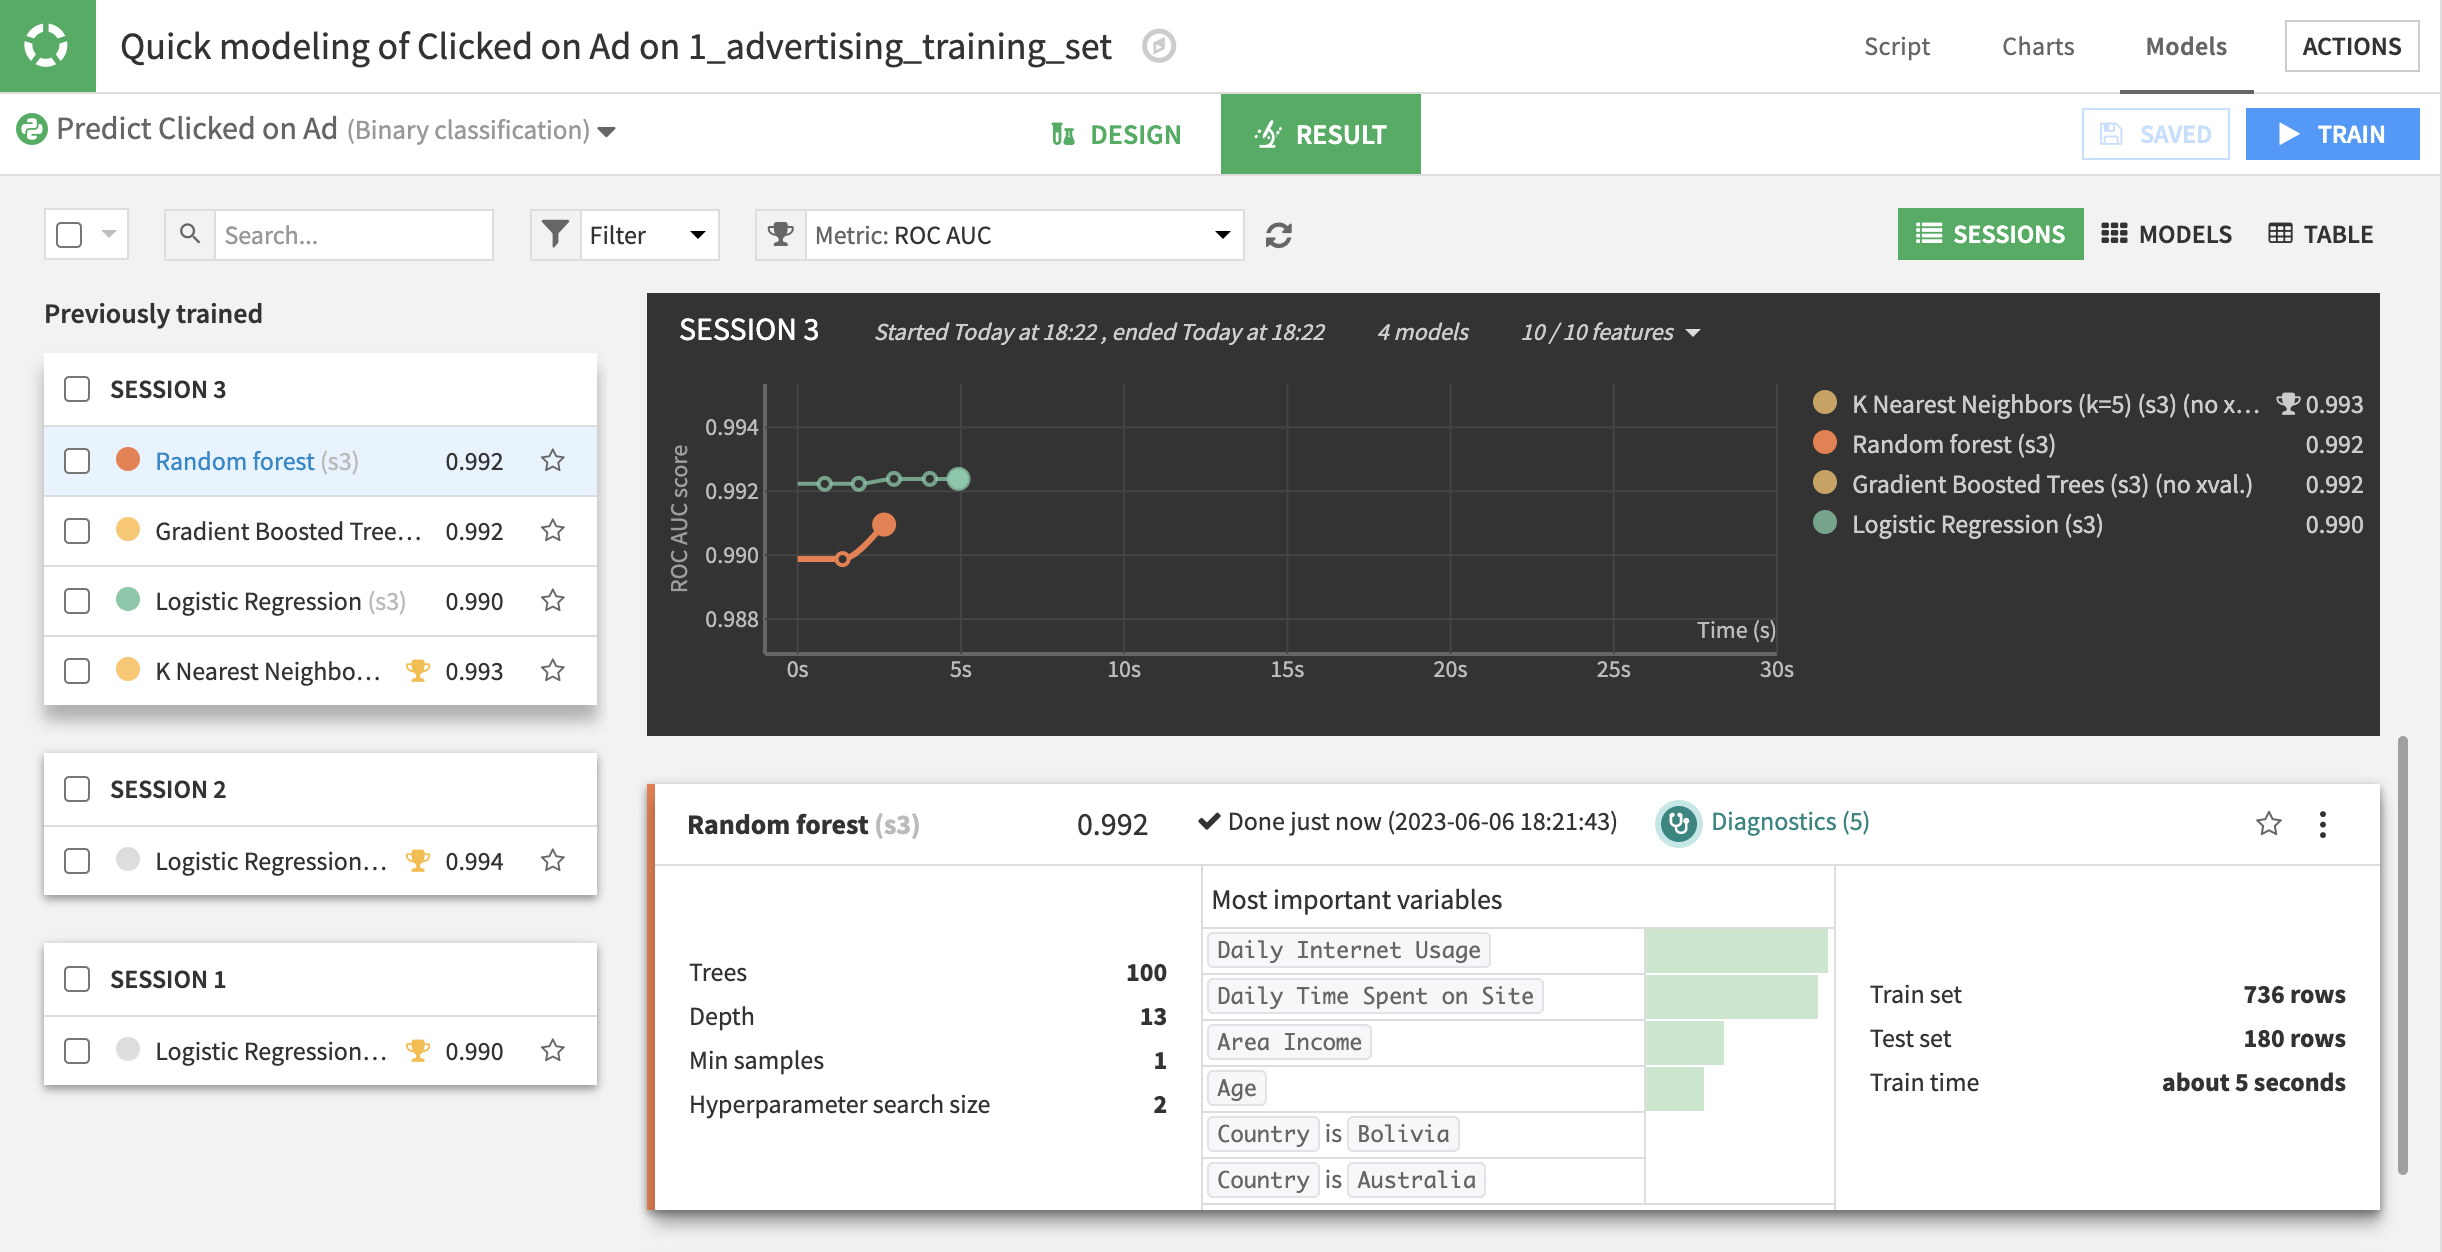 Quick modeling of Clicked on Ad on 1_advertising_training_set
Script
Charts
Models
ACTIONS
Predict Clicked on Ad (Binary classification)
DESIGN
RESULT
SAVED
TRAIN
Search...
Filter
Metric: ROC AUC
SESSIONS
MODELS
TABLE
Previously trained
SESSION 3
Random forest (s3) 0.992
Gradient Boosted Tree... 0.992
Logistic Regression (s3) 0.990
K Nearest Neighbo... 0.993
SESSION 2
Logistic Regression... 0.994
SESSION 1
Logistic Regression... 0.990
SESSION 3
Started Today at 18:22 , ended Today at 18:22
4 models
10 / 10 features
ROC AUC score
0.994
0.992
0.990
0.988
Time (s)
0s 5s 10s 15s 20s 25s 30s
K Nearest Neighbors (k=5) (s3) (no x... 0.993
Random forest (s3) 0.992
Gradient Boosted Trees (s3) (no xval.) 0.992
Logistic Regression (s3) 0.990
Random forest (s3)
0.992
Done just now (2023-06-06 18:21:43)
Diagnostics (5)
Trees 100
Depth 13
Min samples 1
Hyperparameter search size 2
Most important variables
Daily Internet Usage
Daily Time Spent on Site
Area Income
Age
Country is Bolivia
Country is Australia
Train set 736 rows
Test set 180 rows
Train time about 5 seconds